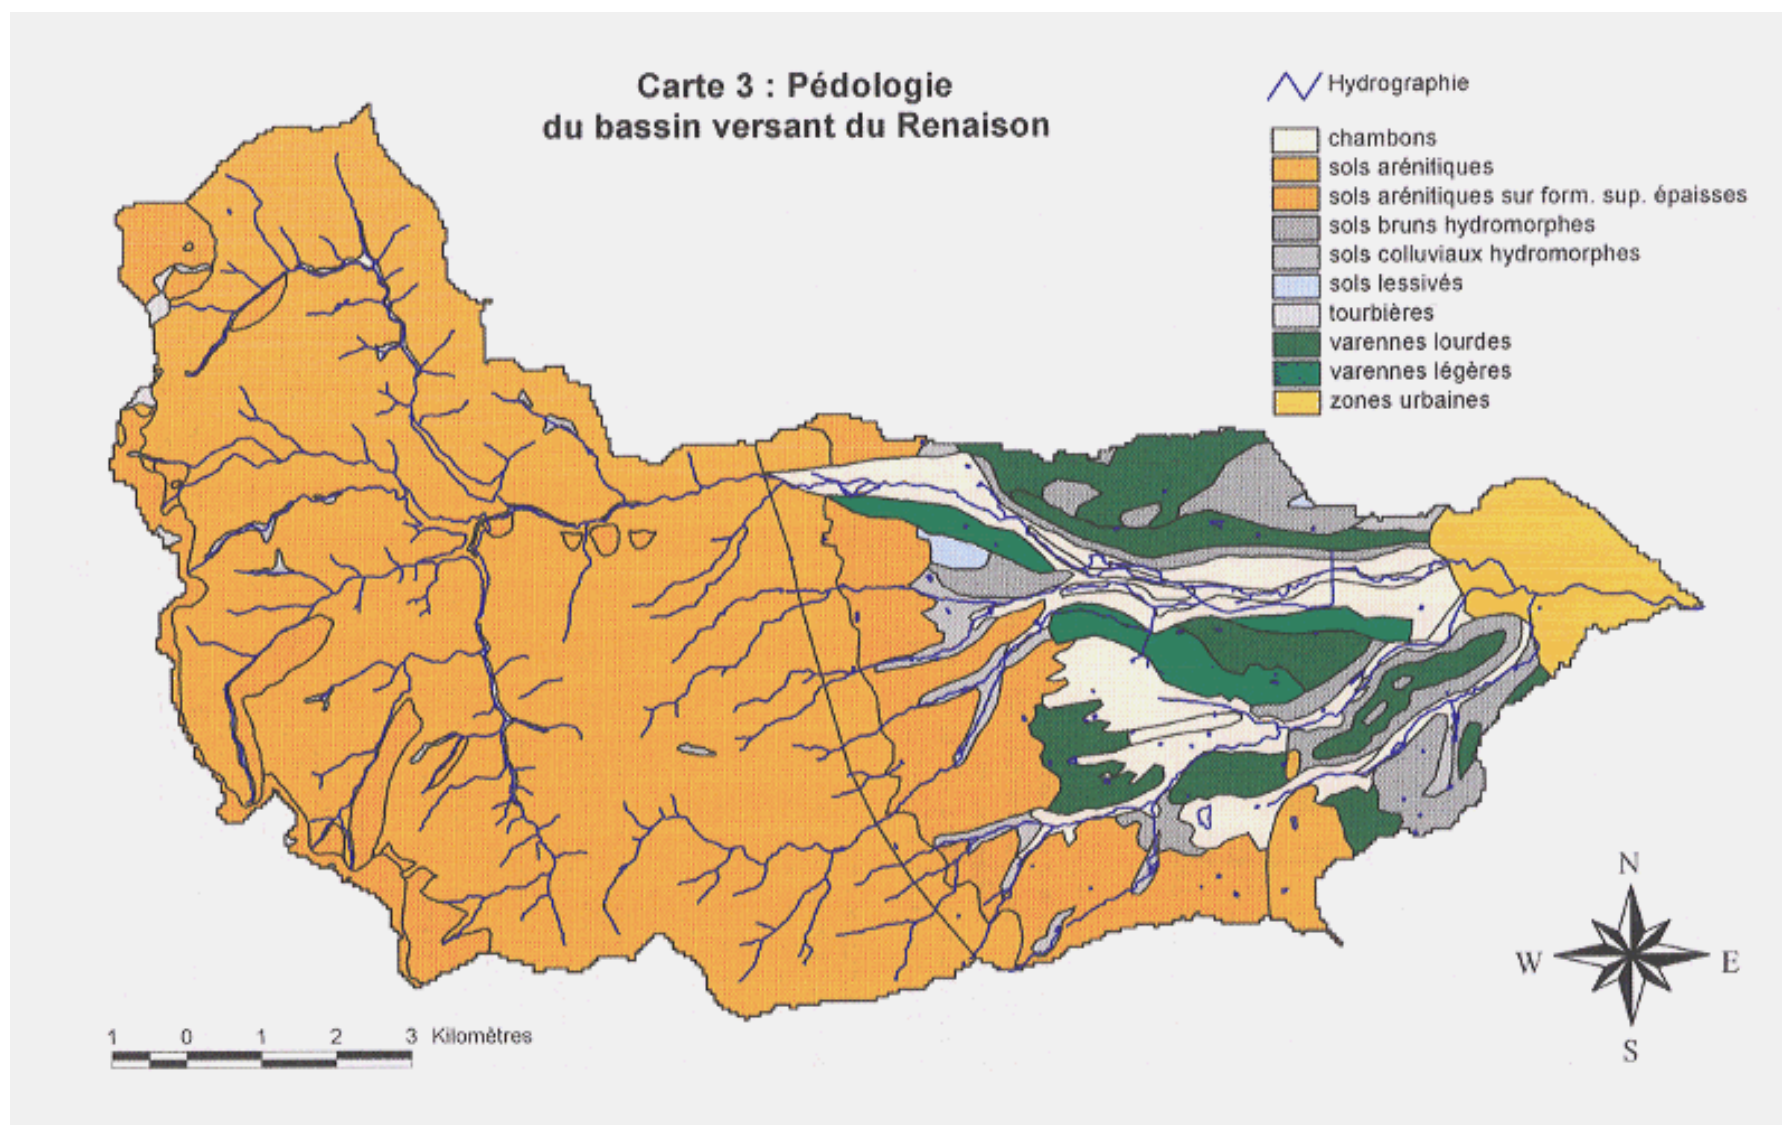 Carte 3 : Pédologie
du bassin versant du Renaison
Hydrographie
chambons
sols arénitiques
sols arénitiques sur form. sup. épaisses
sols bruns hydromorphes
sols colluviaux hydromorphes
sols lessivés
tourbières
varennes lourdes
varennes légères
zones urbaines
N
W E
S
1 0 1 2 3 Kilomètres